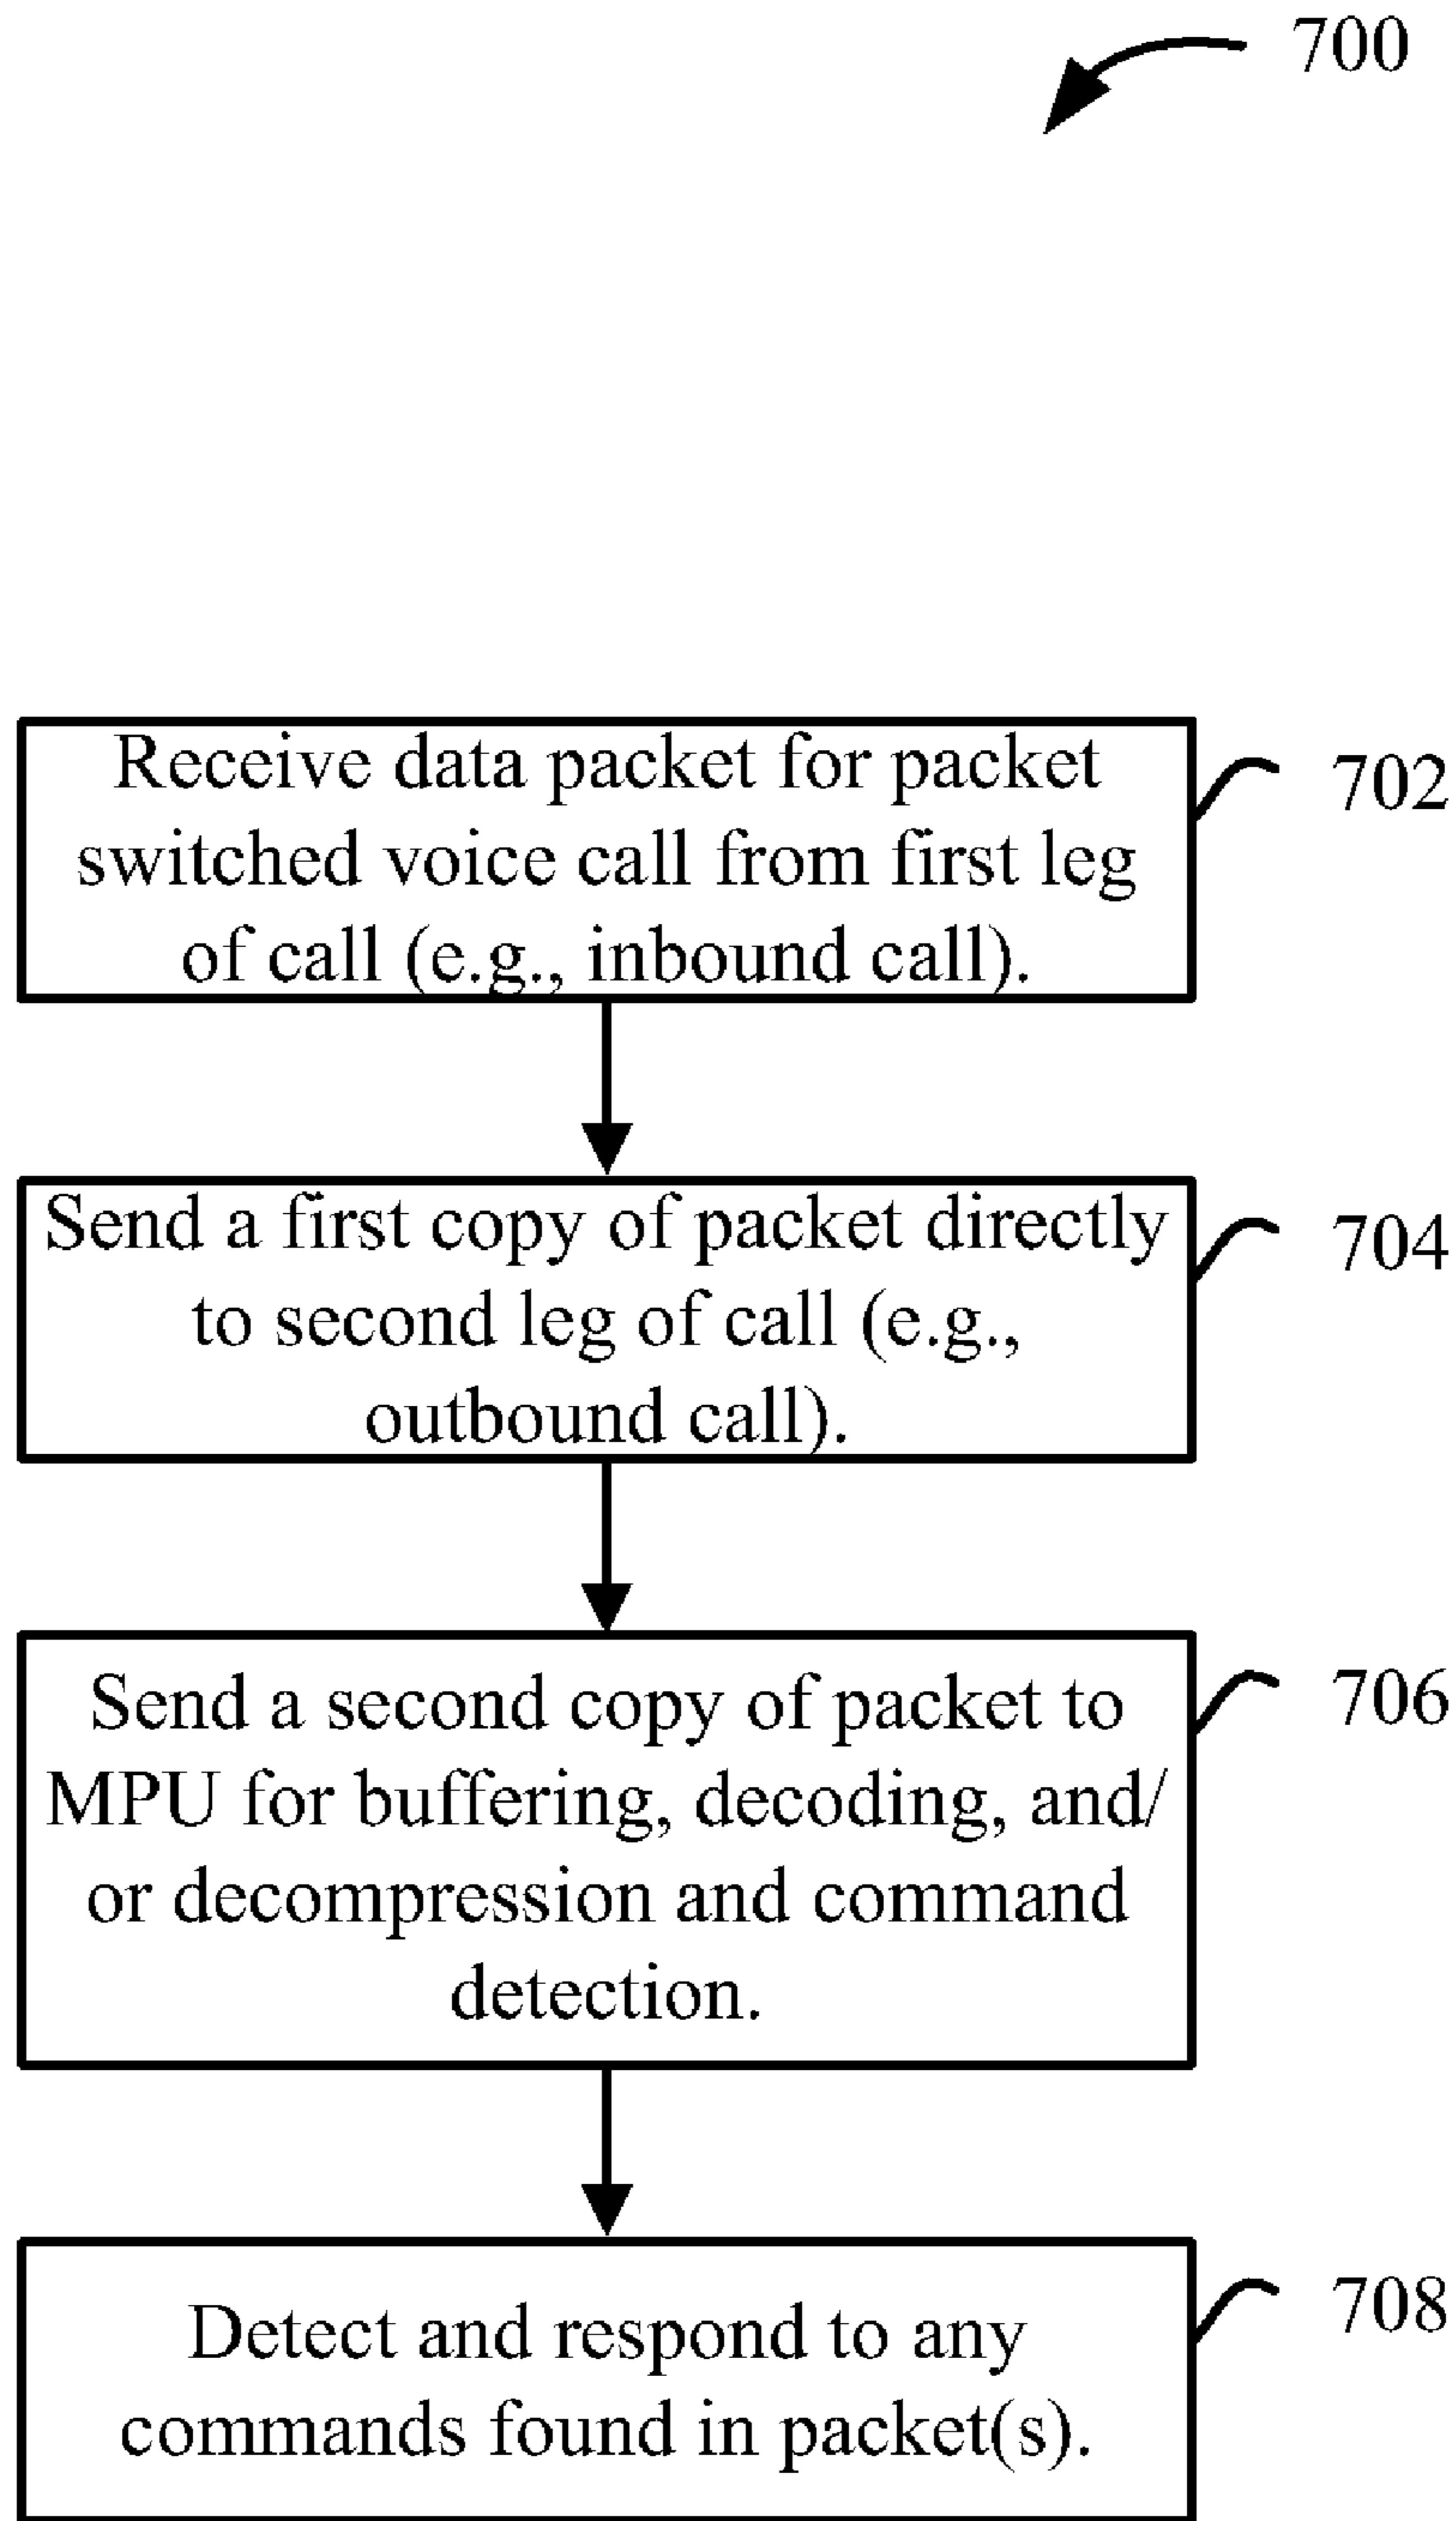 700
Receive data packet for packet
switched voice call from first leg
of call (e.g., inbound call).
702
Send a first copy of packet directly
to second leg of call (e.g.,
outbound call).
704
Send a second copy of packet to
MPU for buffering, decoding, and/
or decompression and command
detection.
706
Detect and respond to any
commands found in packet(s).
708